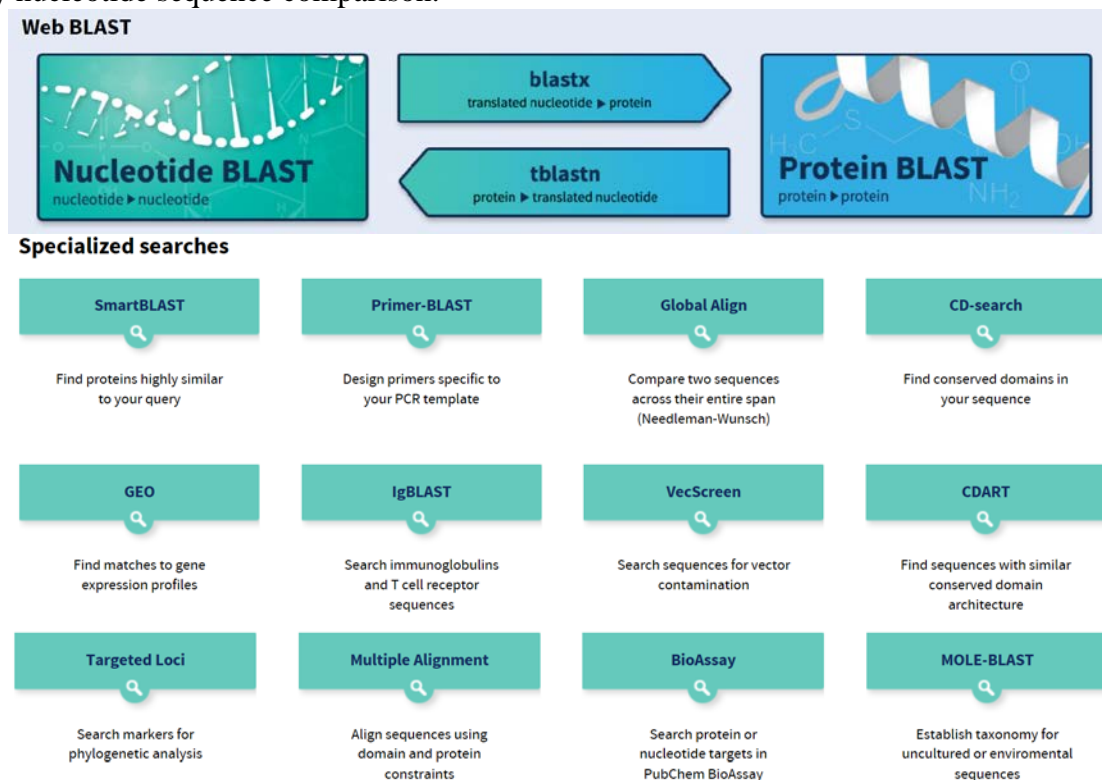 nucleotide sequence comparison.
Web BLAST
Nucleotide BLAST
nucleotide ▶ nucleotide
blastx
translated nucleotide ▶ protein
tblastn
protein ▶ translated nucleotide
Protein BLAST
protein ▶ protein
H₃C
S
O
OH
NH₂
Specialized searches
SmartBLAST
Find proteins highly similar
to your query
Primer-BLAST
Design primers specific to
your PCR template
Global Align
Compare two sequences
across their entire span
(Needleman-Wunsch)
CD-search
Find conserved domains in
your sequence
GEO
Find matches to gene
expression profiles
IgBLAST
Search immunoglobulins
and T cell receptor
sequences
VecScreen
Search sequences for vector
contamination
CDART
Find sequences with similar
conserved domain
architecture
Targeted Loci
Search markers for
phylogenetic analysis
Multiple Alignment
Align sequences using
domain and protein
constraints
BioAssay
Search protein or
nucleotide targets in
PubChem BioAssay
MOLE-BLAST
Establish taxonomy for
uncultured or enviromental
sequences